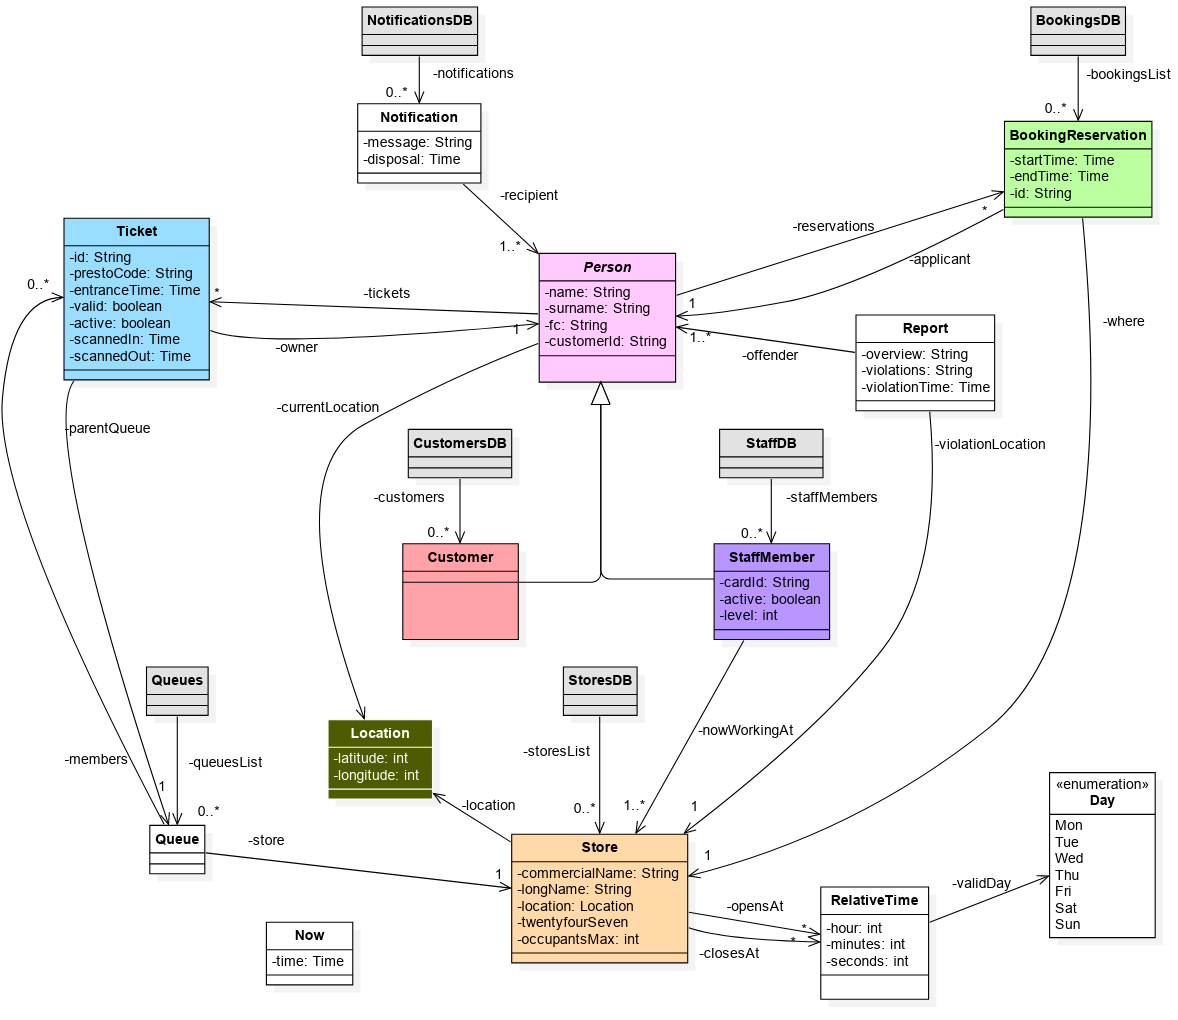 NotificationsDB
-notifications
0..*
Notification
-message: String
-disposal: Time
-recipient
1..*
BookingsDB
-bookingsList
0..*
BookingReservation
-startTime: Time
-endTime: Time
-id: String
-reservations
*
-applicant
1
Ticket
-id: String
-prestoCode: String
-entranceTime: Time
-valid: boolean
-active: boolean
-scannedIn: Time
-scannedOut: Time
0..*
*
-tickets
-owner
1
Person
-name: String
-surname: String
-fc: String
-customerId: String
1..*
-offender
Report
-overview: String
-violations: String
-violationTime: Time
-where
-currentLocation
-parentQueue
-violationLocation
CustomersDB
-customers
0..*
Customer
StaffDB
-staffMembers
0..*
StaffMember
-cardId: String
-active: boolean
-level: int
Queues
-queuesList
-members
1
0..*
Queue
-store
1
Location
-latitude: int
-longitude: int
-location
StoresDB
-storesList
0..*
-nowWorkingAt
1..*
1
1
Store
-commercialName: String
-longName: String
-location: Location
-twentyfourSeven
-occupantsMax: int
-opensAt
*
-closesAt
*
RelativeTime
-hour: int
-minutes: int
-seconds: int
-validDay
«enumeration»
Day
Mon
Tue
Wed
Thu
Fri
Sat
Sun
Now
-time: Time